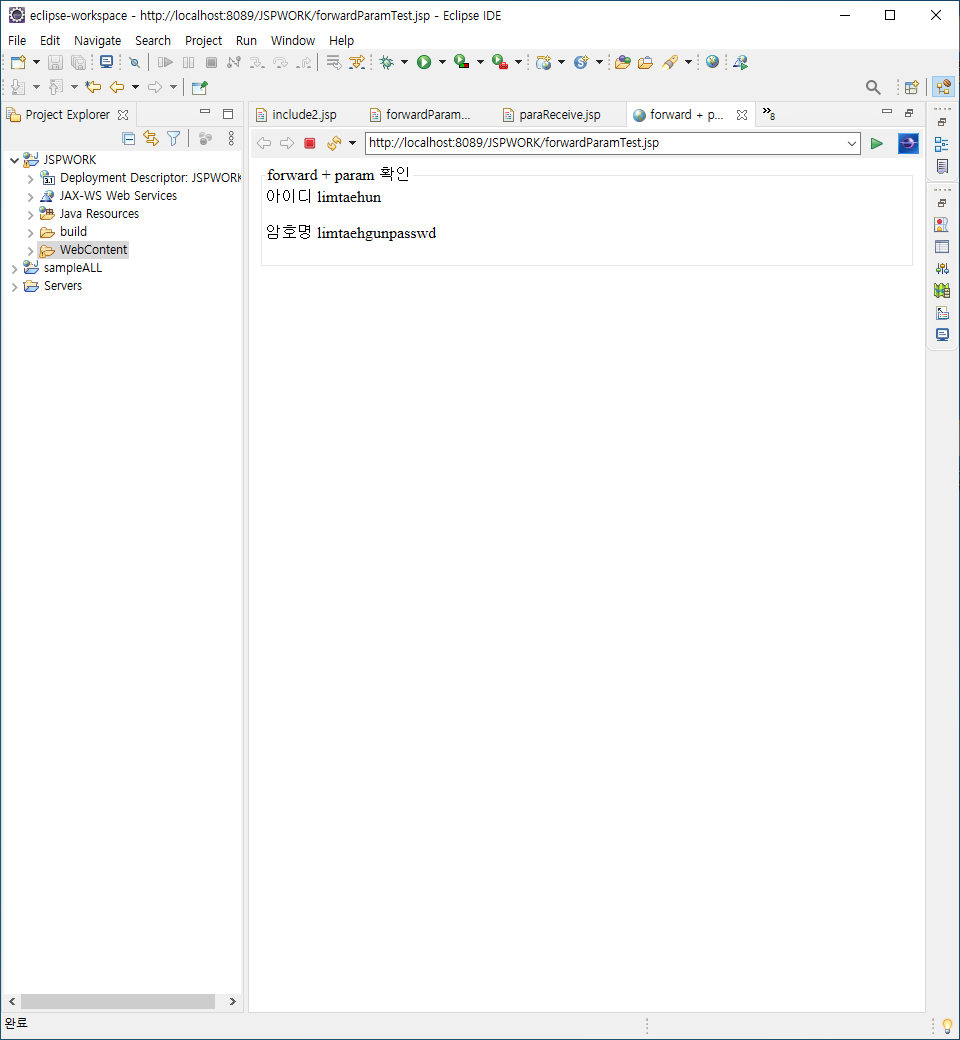 eclipse-workspace - http://localhost:8089/JSPWORK/forwardParamTest.jsp - Eclipse IDE
File Edit Navigate Search Project Run Window Help
Project Explorer
include2.jsp forwardParam... paraReceive.jsp forward + p... »8
http://localhost:8089/JSPWORK/forwardParamTest.jsp
JSPWORK
Deployment Descriptor: JSPWORK
JAX-WS Web Services
Java Resources
build
WebContent
sampleALL
Servers
forward + param 확인
아이디 limtaehun
암호명 limtaehgunpasswd
완료